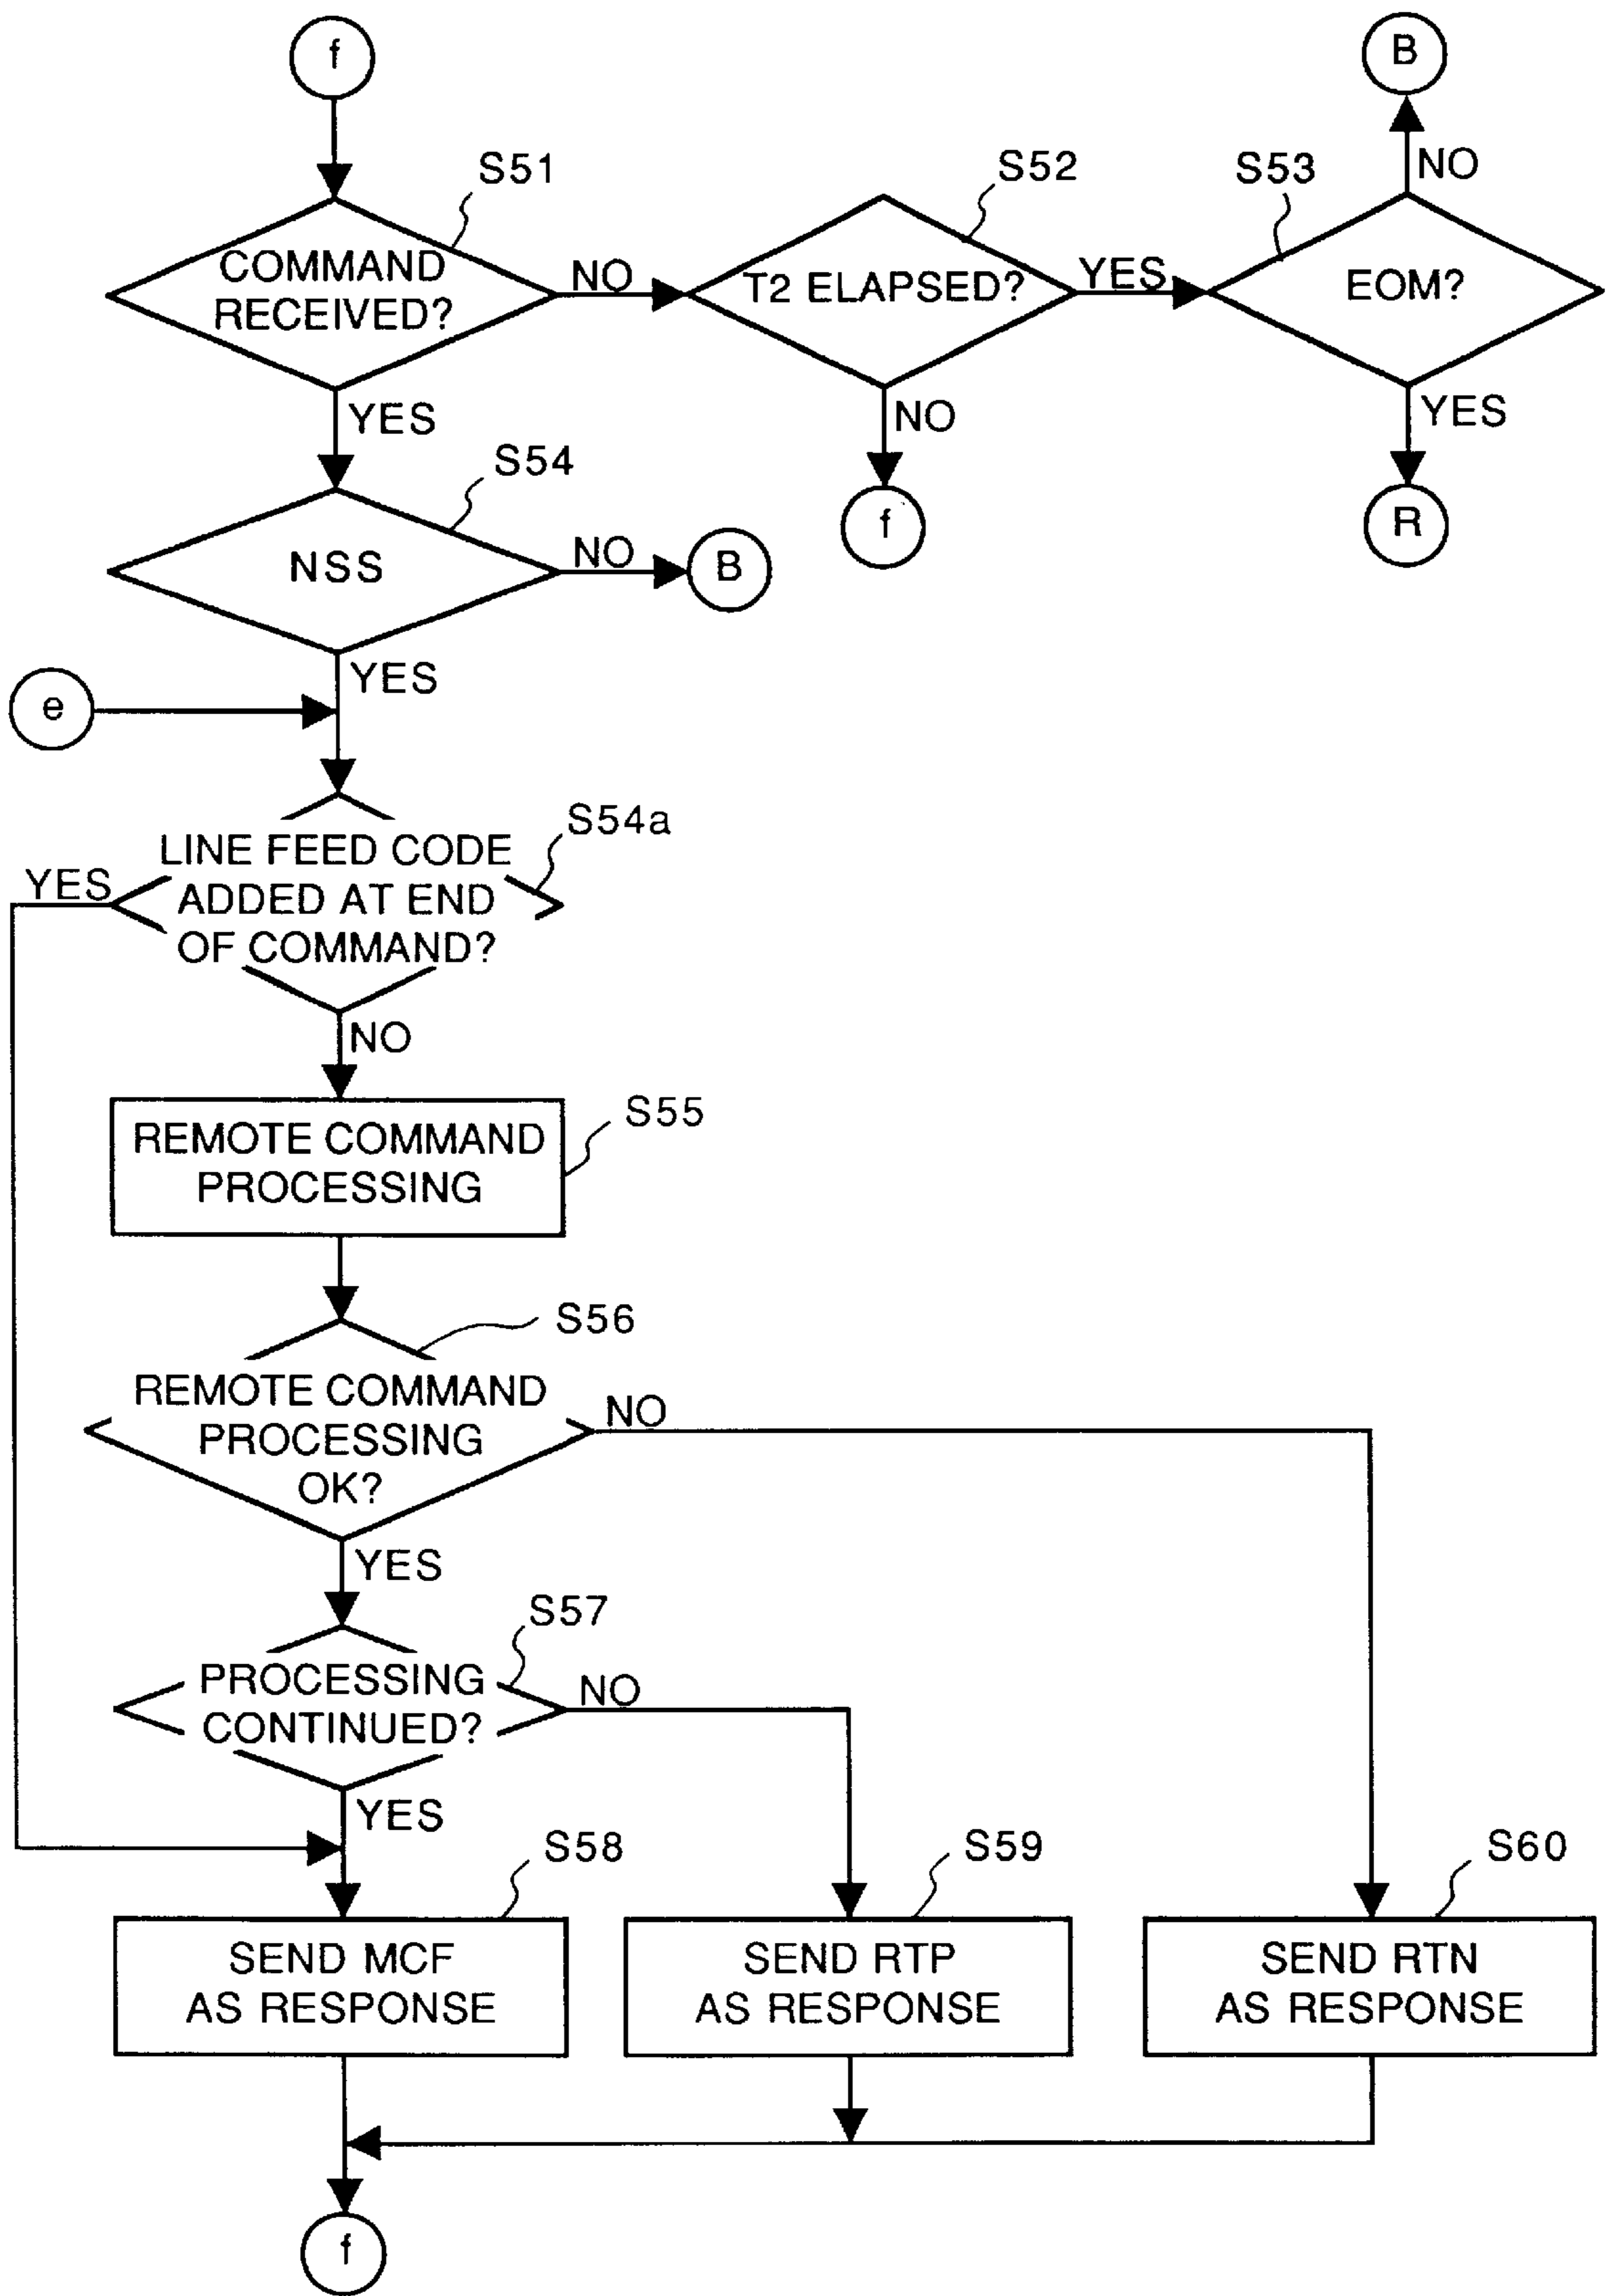 f
B
S51
S52
S53
NO
COMMAND
RECEIVED?
NO
T2 ELAPSED?
YES
EOM?
YES
NO
YES
S54
f
R
NSS
NO
B
YES
e
S54a
LINE FEED CODE
YES
ADDED AT END
OF COMMAND?
NO
S55
REMOTE COMMAND
PROCESSING
S56
REMOTE COMMAND
NO
PROCESSING
OK?
YES
S57
PROCESSING
NO
CONTINUED?
YES
S58
S59
S60
SEND MCF
AS RESPONSE
SEND RTP
AS RESPONSE
SEND RTN
AS RESPONSE
f